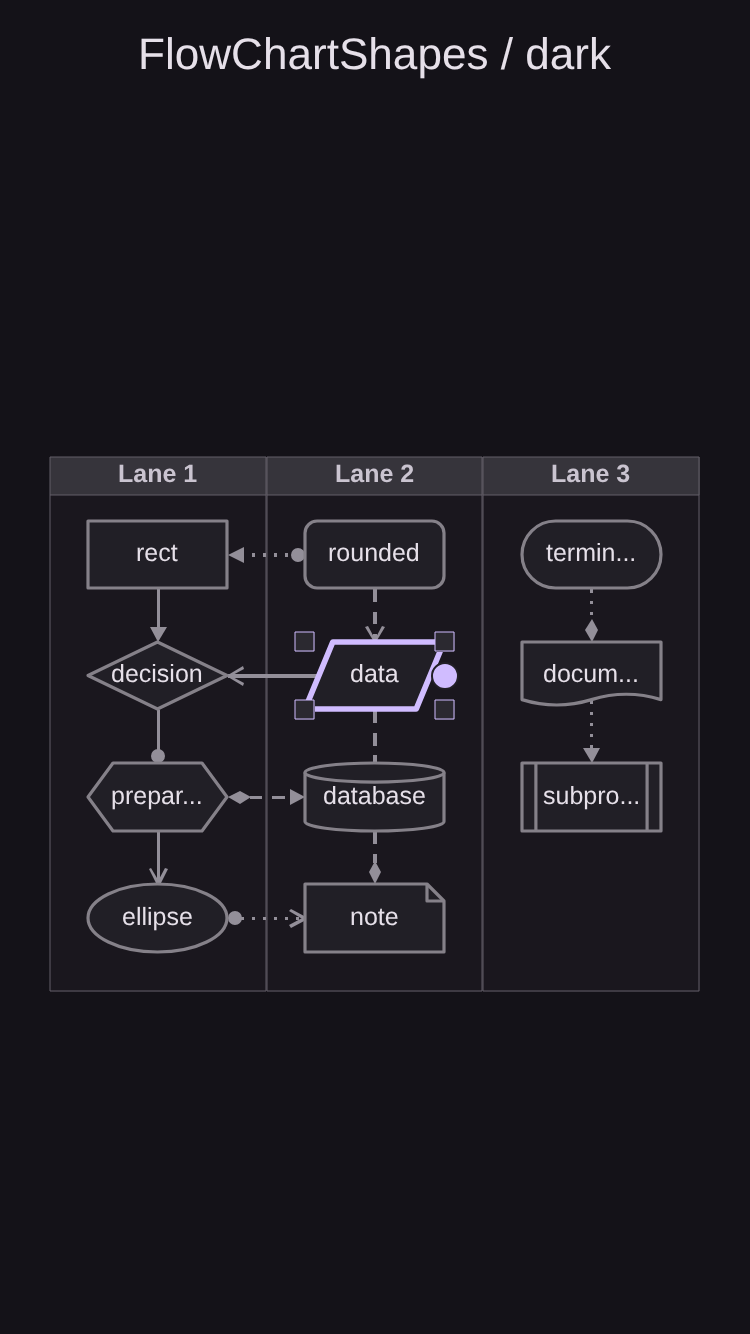 FlowChartShapes / dark
Lane 1
Lane 2
Lane 3
rect
rounded
termin...
decision
data
docum...
prepar...
database
subpro...
ellipse
note